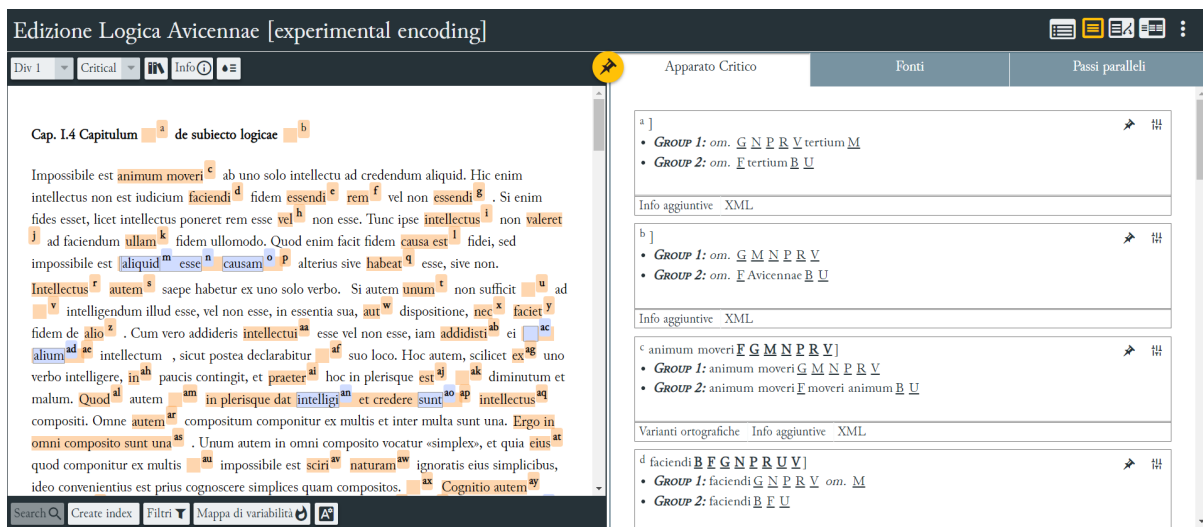 Edizione Logica Avicennae [experimental encoding]
Div 1 Critical Info
Cap. I.4 Capitulum a de subiecto logicae b
Impossibile est animum moveri c ab uno solo intellectu ad credendum aliquid. Hic enim
intellectus non est iudicium faciendi d fidem essendi e rem f vel non essendi g . Si enim
fides esset, licet intellectus poneret rem esse vel h non esse. Tunc ipse intellectus i non valeret
j ad faciendum ullam k fidem ullomodo. Quod enim facit fidem causa est l fidei, sed
impossibile est aliquid m esse n causam o p alterius sive habeat q esse, sive non.
Intellectus r autem s saepe habetur ex uno solo verbo. Si autem unum t non sufficit u ad
v intelligendum illud esse, vel non esse, in essentia sua, aut w dispositione, nec x faciet y
fidem de alio z . Cum vero addideris intellectui aa esse vel non esse, iam addidisti ab ei ac
alium ad ae intellectum , sicut postea declarabitur af suo loco. Hoc autem, scilicet ex ag uno
verbo intelligere, in ah paucis contingit, et praeter ai hoc in plerisque est aj ak diminutum et
malum. Quod al autem am in plerisque dat intelligi an et credere sunt ao ap intellectus aq
compositi. Omne autem ar compositum componitur ex multis et inter multa sunt una. Ergo in
omni composito sunt una as . Unum autem in omni composito vocatur «simplex», et quia eius at
quod componitur ex multis au impossibile est sciri av naturam aw ignoratis eius simplicibus,
ideo convenientius est prius cognoscere simplices quam compositos. ax Cognitio autem ay
Search Create index Filtri Mappa di variabilità
Apparato Critico Fonti Passi paralleli
a ]
• GROUP 1: om. G N P R V tertium M
• GROUP 2: om. F tertium B U
Info aggiuntive XML
b ]
• GROUP 1: om. G M N P R V
• GROUP 2: om. F Avicennae B U
Info aggiuntive XML
c animum moveri F G M N P R V]
• GROUP 1: animum moveri G M N P R V
• GROUP 2: animum moveri F moveri animum B U
Varianti ortografiche Info aggiuntive XML
d faciendi B F G N P R U V]
• GROUP 1: faciendi G N P R V om. M
• GROUP 2: faciendi B F U